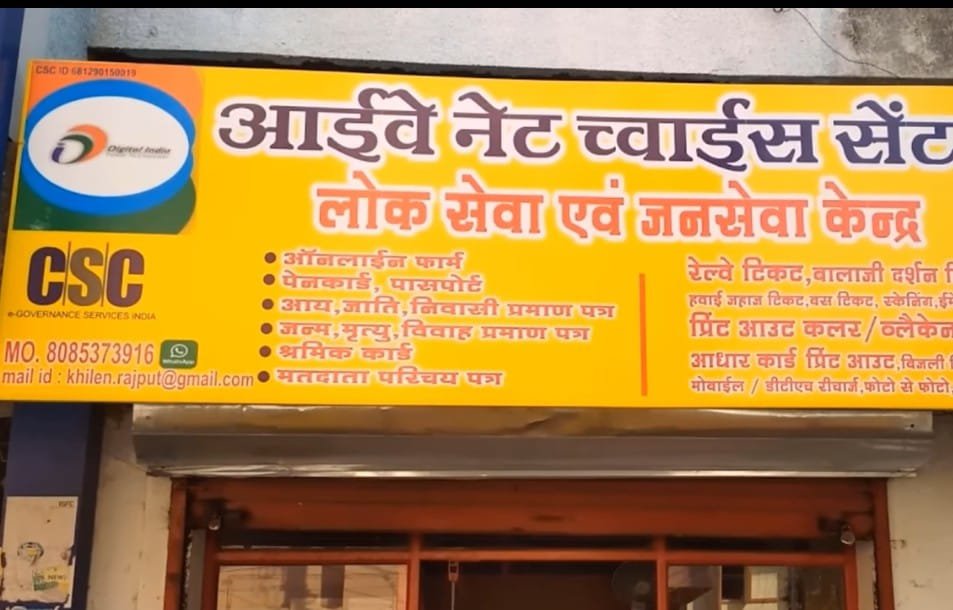 CSC ID 681290150019
Digital India
आईवे नेट च्वाईस सेंट
लोक सेवा एवं जनसेवा केन्द्र
CSC
e-GOVERNANCE SERVICES INDIA
MO. 8085373916
WhatsApp
mail id : khilen.rajput@gmail.com
ऑनलाईन फार्म
पेनकार्ड, पासपोर्ट
आय,जाति,निवासी प्रमाण पत्र
जन्म,मृत्यु,विवाह प्रमाण पत्र
श्रमिक कार्ड
मतदाता परिचय पत्र
रेल्वे टिकट,बालाजी दर्शन
हवाई जहाज टिकट,बस टिकट, स्केनिंग,ईमे
प्रिंट आउट कलर/ब्लैकेन
आधार कार्ड प्रिंट आउट,बिजली
मोबाईल / डीटीएच रीचार्ज,फोटो से फोटो,